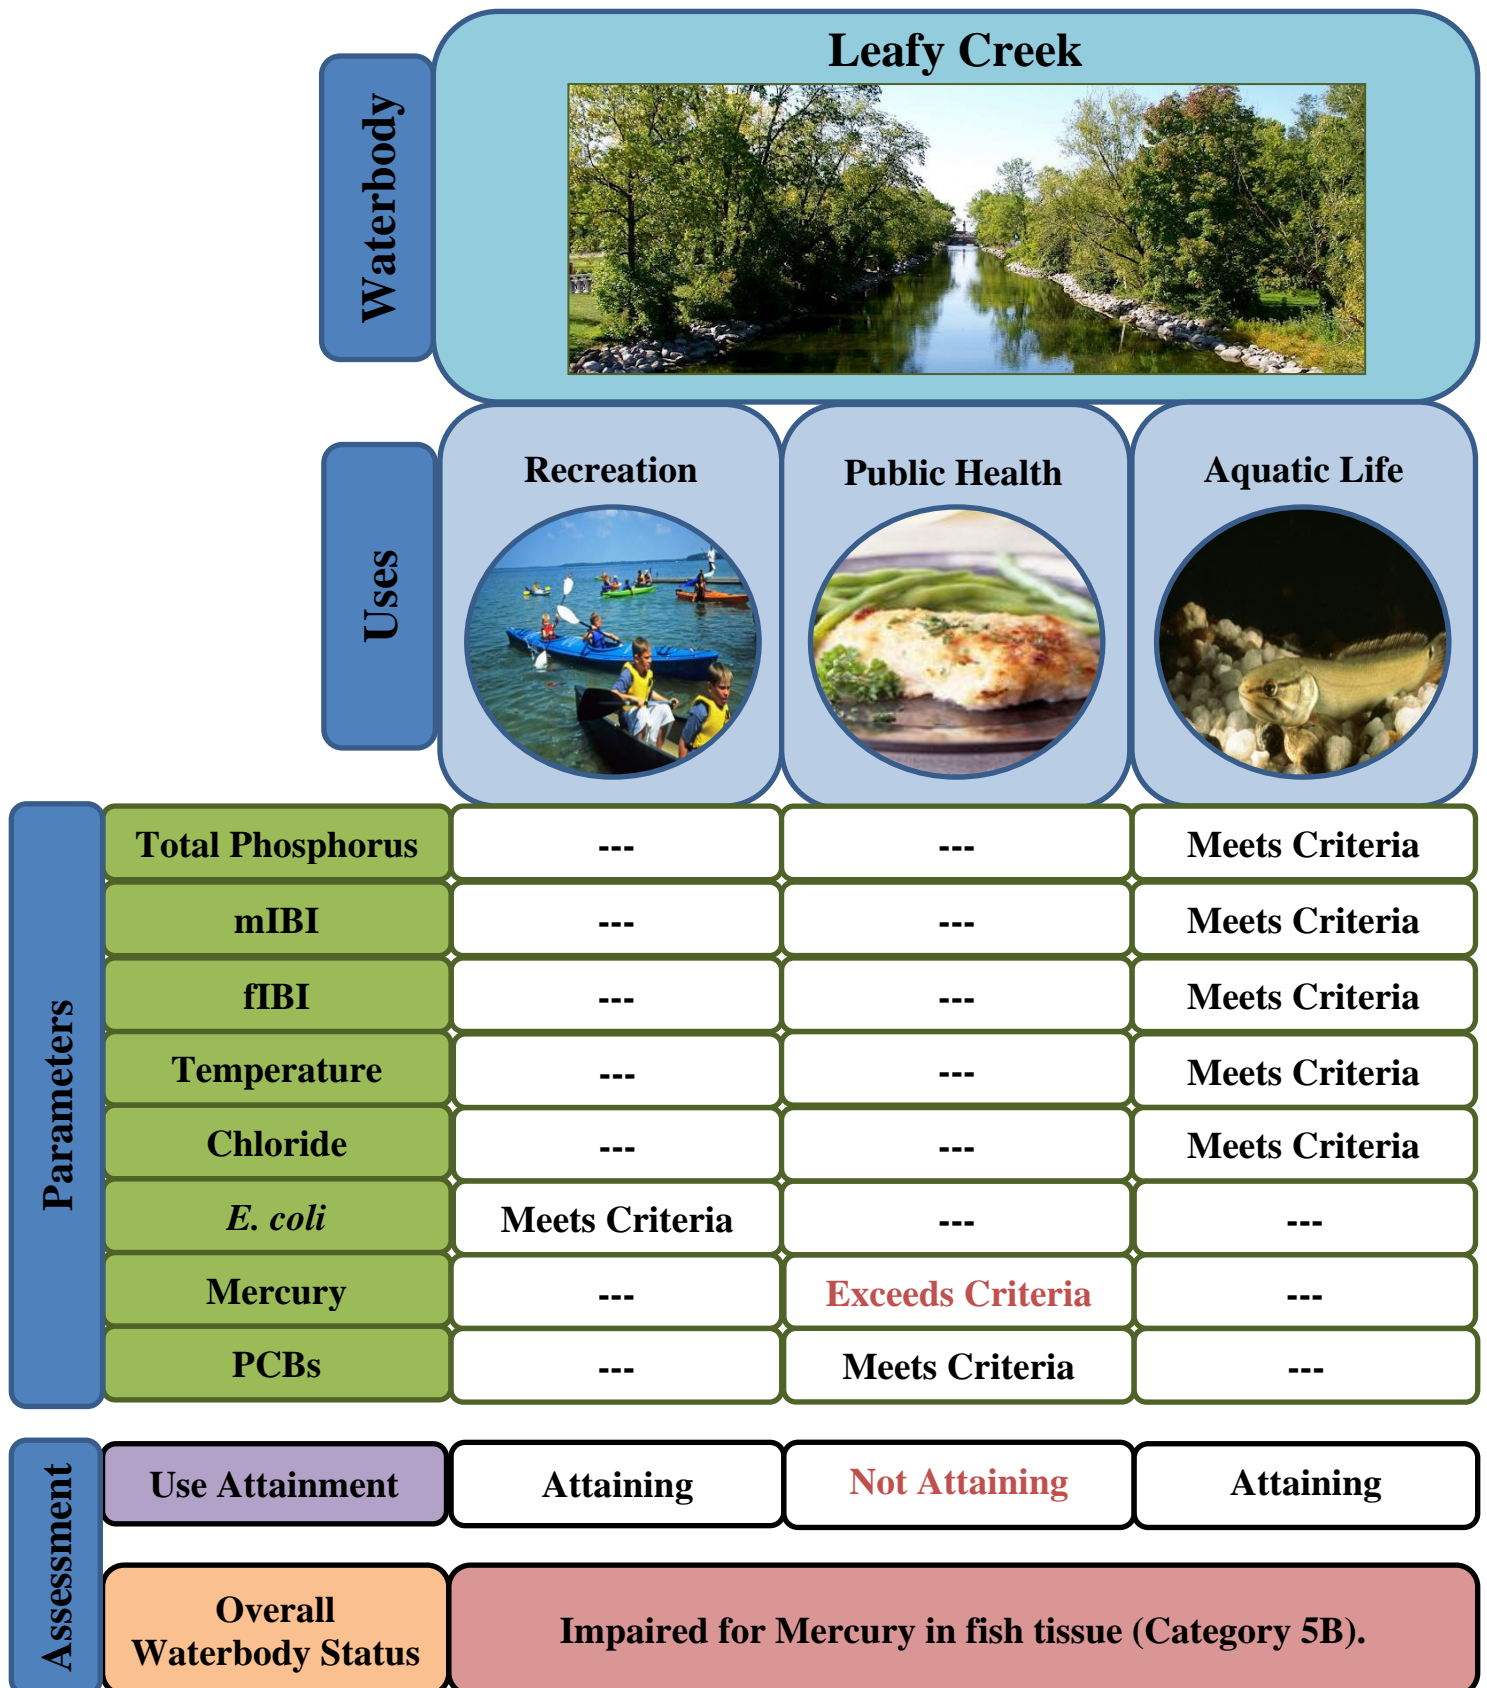 Leafy Creek
Waterbody
Uses
Recreation
Public Health
Aquatic Life
Parameters
Total Phosphorus --- --- Meets Criteria
mIBI --- --- Meets Criteria
fIBI --- --- Meets Criteria
Temperature --- --- Meets Criteria
Chloride --- --- Meets Criteria
E. coli Meets Criteria --- ---
Mercury --- Exceeds Criteria ---
PCBs --- Meets Criteria ---
Assessment
Use Attainment Attaining Not Attaining Attaining
Overall
Waterbody Status
Impaired for Mercury in fish tissue (Category 5B).